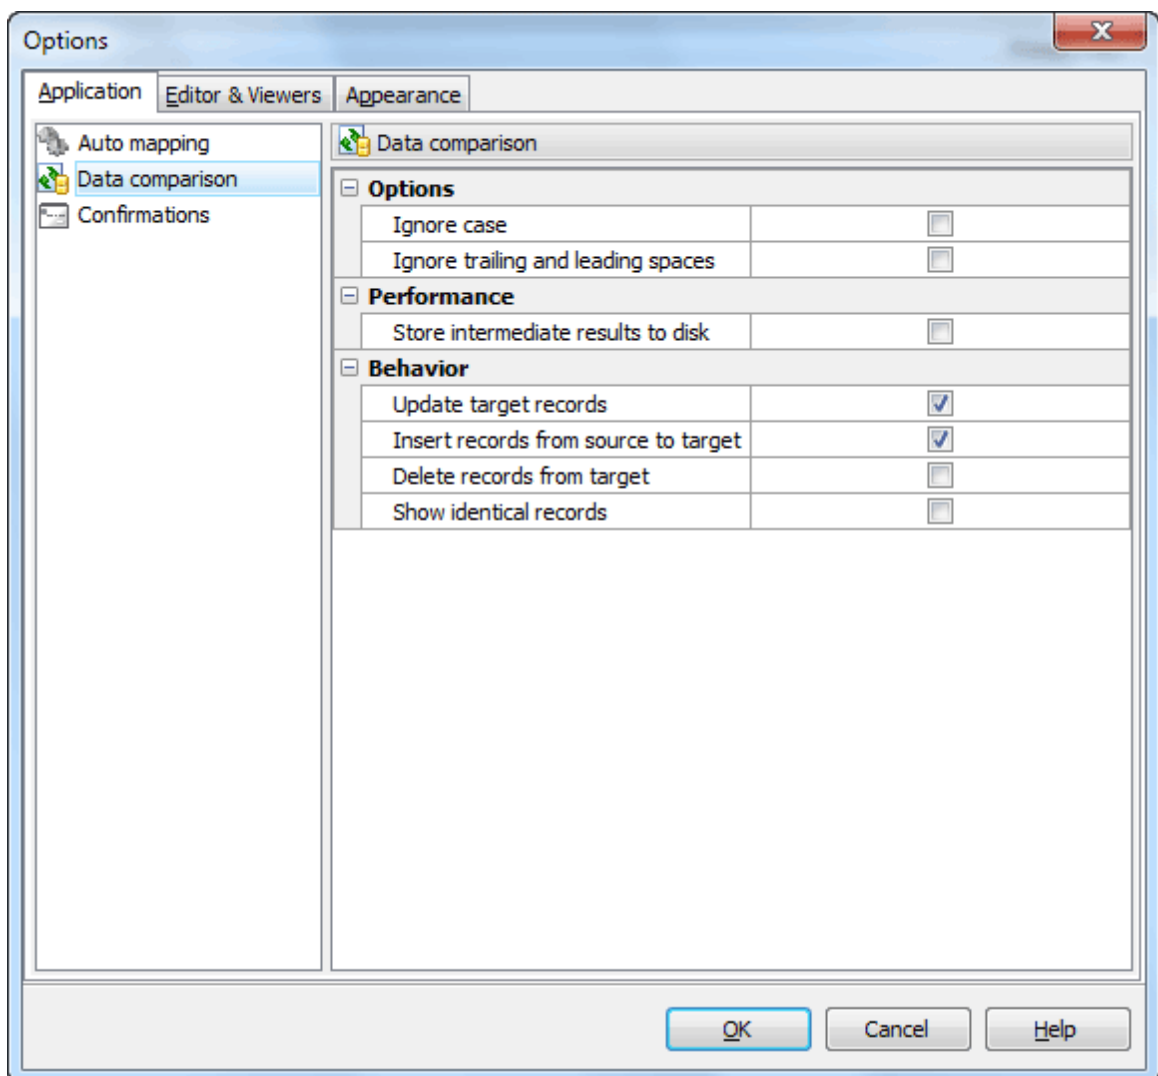 Options
Application
Editor & Viewers
Appearance
Auto mapping
Data comparison
Confirmations
Data comparison
Options
Ignore case
Ignore trailing and leading spaces
Performance
Store intermediate results to disk
Behavior
Update target records
Insert records from source to target
Delete records from target
Show identical records
OK
Cancel
Help